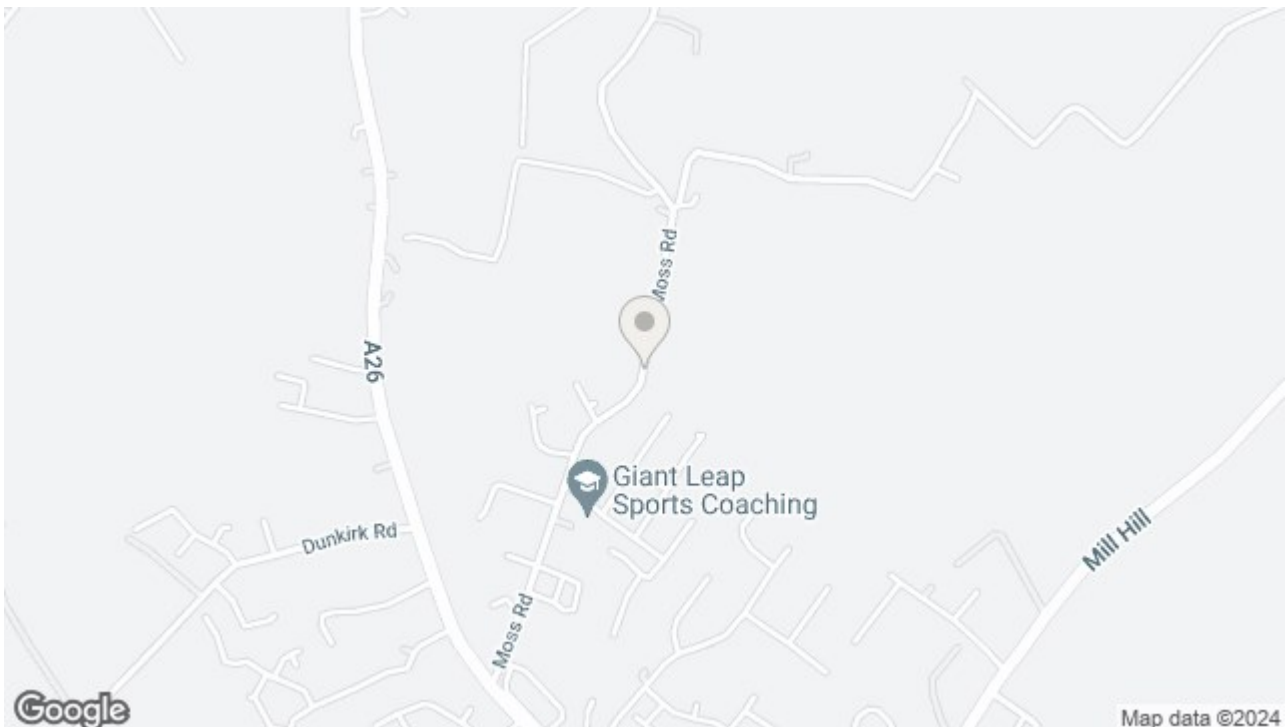 Moss Rd
A26
Giant Leap
Sports Coaching
Dunkirk Rd
Mill Hill
Moss Rd
Google
Map data ©2024